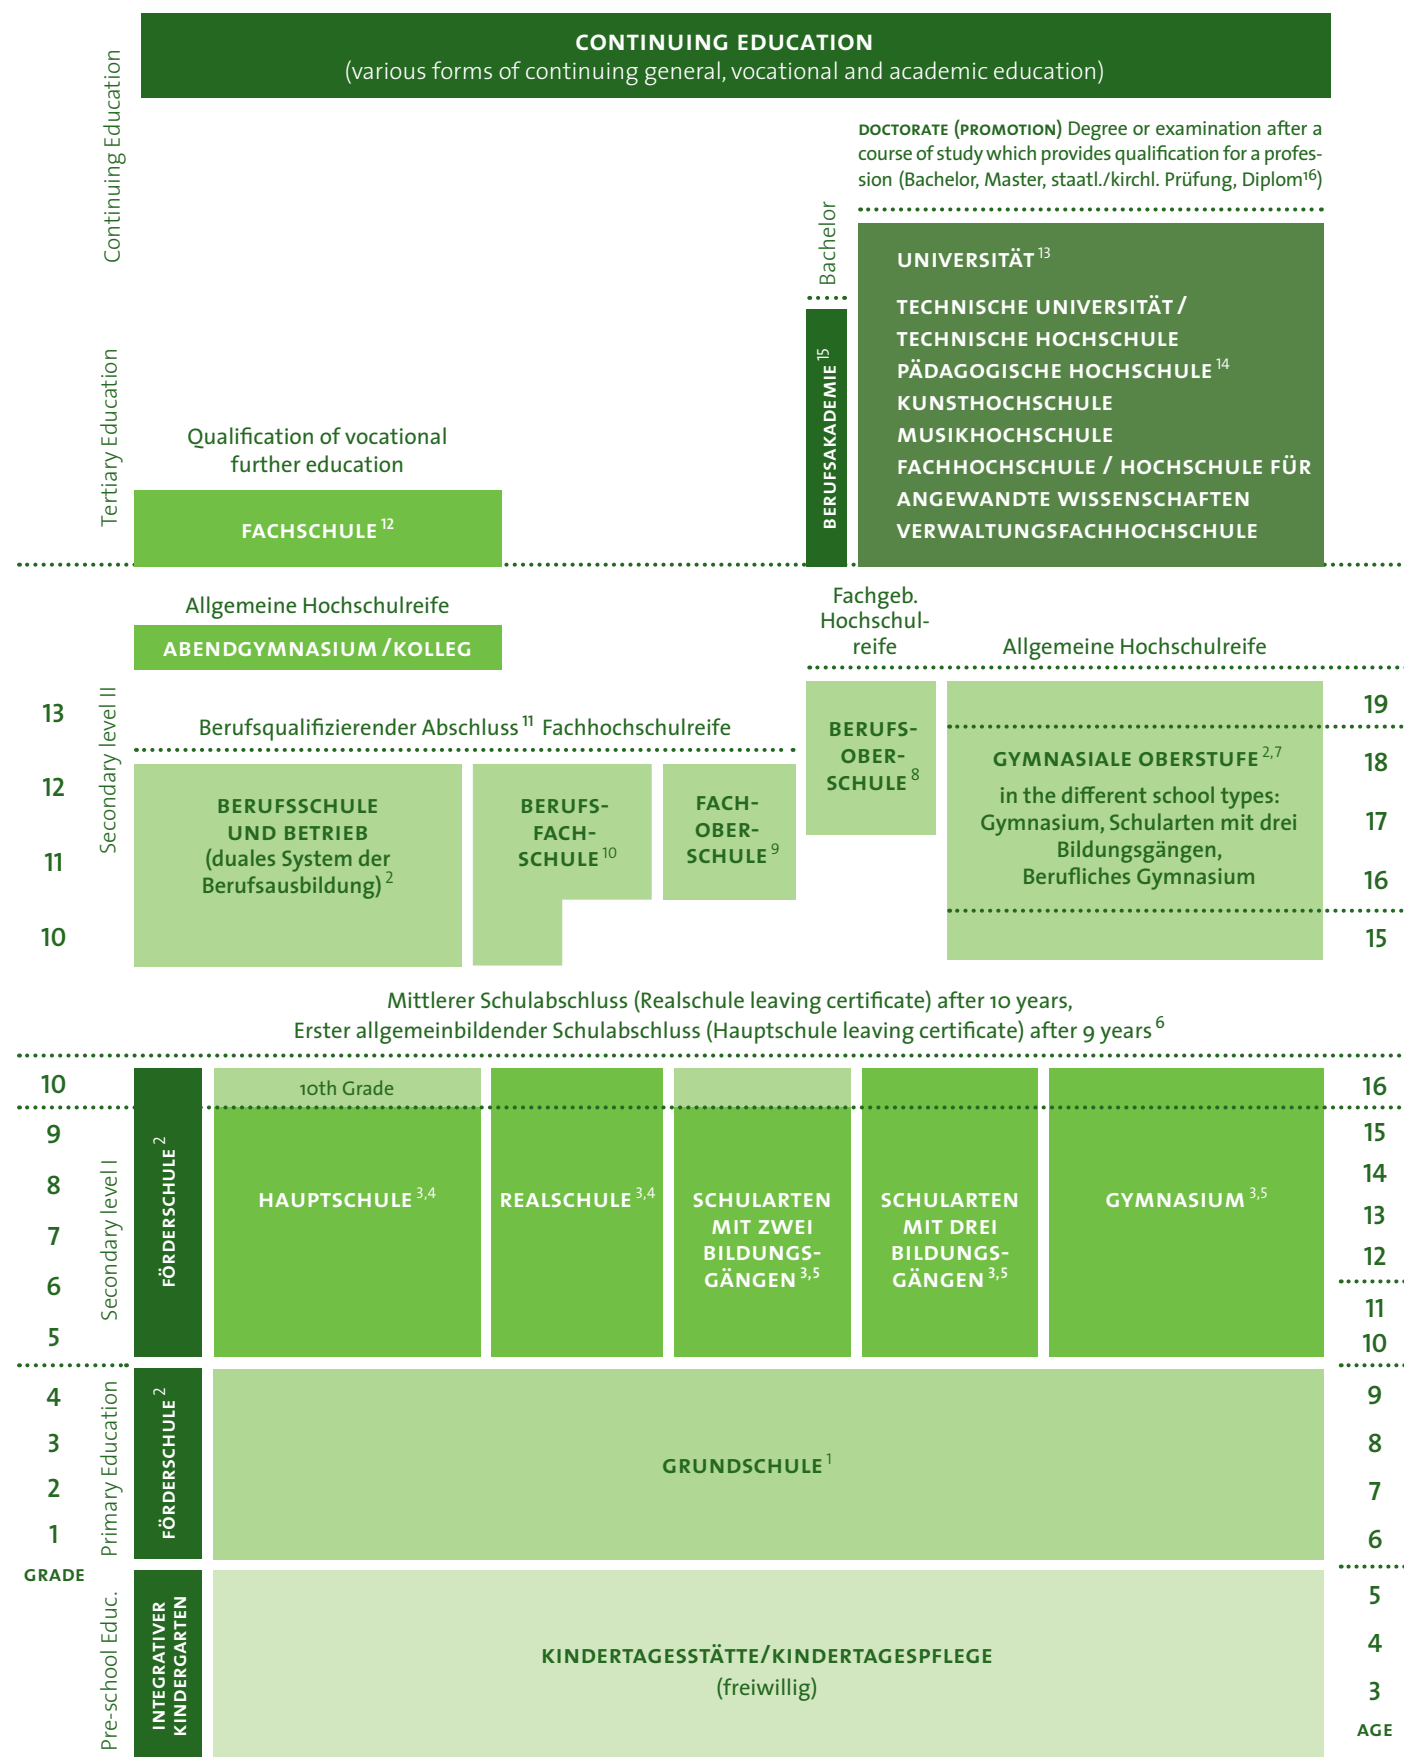 CONTINUING EDUCATION
(various forms of continuing general, vocational and academic education)
Continuing Education
DOCTORATE (PROMOTION) Degree or examination after a
course of study which provides qualification for a profes-
sion (Bachelor, Master, staatl./kirchl. Prüfung, Diplom16)
Bachelor
UNIVERSITÄT 13
TECHNISCHE UNIVERSITÄT /
TECHNISCHE HOCHSCHULE
PÄDAGOGISCHE HOCHSCHULE 14
KUNSTHOCHSCHULE
MUSIKHOCHSCHULE
FACHHOCHSCHULE / HOCHSCHULE FÜR
ANGEWANDTE WISSENSCHAFTEN
VERWALTUNGSFACHHOCHSCHULE
BERUFSAKADEMIE 15
Tertiary Education
Qualification of vocational
further education
FACHSCHULE 12
Allgemeine Hochschulreife
ABENDGYMNASIUM /KOLLEG
Fachgeb.
Hochschul-
reife
Allgemeine Hochschulreife
Secondary level II
13
12
11
10
Berufsqualifizierender Abschluss 11 Fachhochschulreife
BERUFSSCHULE
UND BETRIEB
(duales System der
Berufsausbildung) 2
BERUFS-
FACH-
SCHULE 10
FACH-
OBER-
SCHULE 9
BERUFS-
OBER-
SCHULE 8
GYMNASIALE OBERSTUFE 2,7
in the different school types:
Gymnasium, Schularten mit drei
Bildungsgängen,
Berufliches Gymnasium
19
18
17
16
15
Mittlerer Schulabschluss (Realschule leaving certificate) after 10 years,
Erster allgemeinbildender Schulabschluss (Hauptschule leaving certificate) after 9 years 6
10
9
8
7
6
5
Secondary level I
FÖRDERSCHULE 2
10th Grade
HAUPTSCHULE 3,4
REALSCHULE 3,4
SCHULARTEN
MIT ZWEI
BILDUNGS-
GÄNGEN 3,5
SCHULARTEN
MIT DREI
BILDUNGS-
GÄNGEN 3,5
GYMNASIUM 3,5
16
15
14
13
12
11
10
4
3
2
1
GRADE
Primary Education
FÖRDERSCHULE 2
GRUNDSCHULE 1
9
8
7
6
Pre-school Educ.
INTEGRATIVER
KINDERGARTEN
KINDERTAGESSTÄTTE/KINDERTAGESPFLEGE
(freiwillig)
5
4
3
AGE